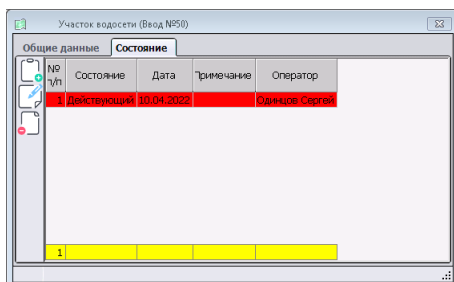 Участок водосети (Ввод №50)
Общие данные Состояние
№ п/п Состояние Дата Примечание Оператор
1 Действующий 10.04.2022 Одинцов Сергей
1